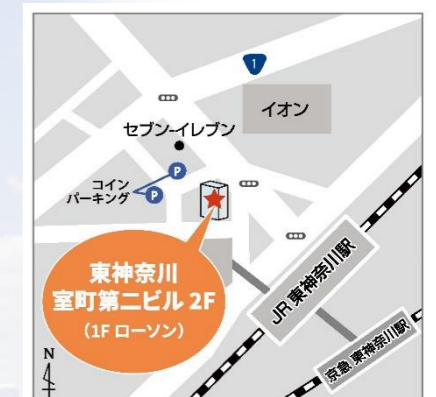 1
イオン
セブン-イレブン
P
コイン
パーキング
P
東神奈川
室町第二ビル 2F
(1F ローソン)
JR 東神奈川駅
京急 東神奈川駅
N